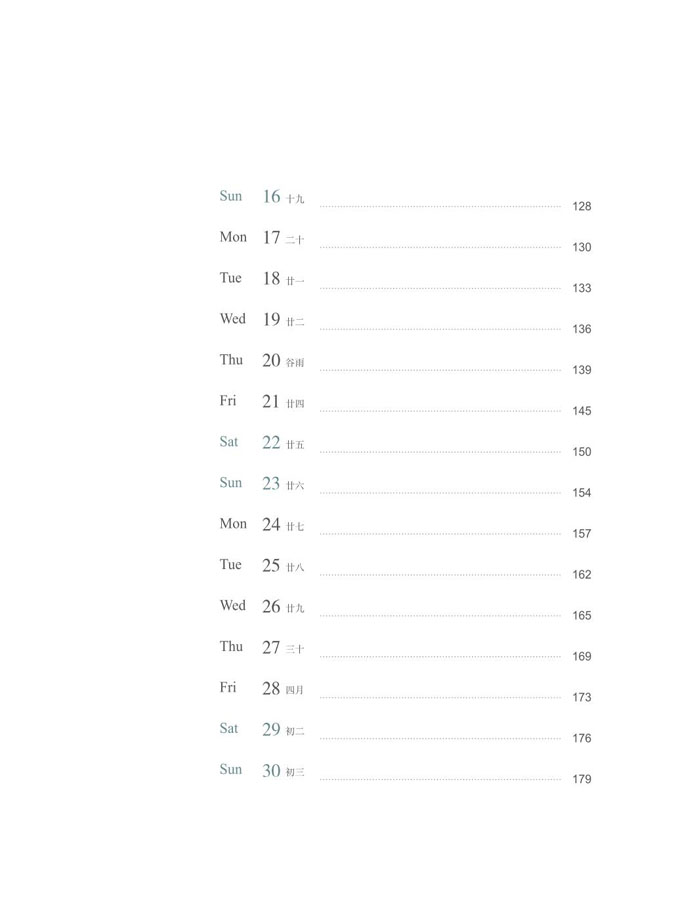 Sun 16 十九 128
Mon 17 二十 130
Tue 18 廿一 133
Wed 19 廿二 136
Thu 20 谷雨 139
Fri 21 廿四 145
Sat 22 廿五 150
Sun 23 廿六 154
Mon 24 廿七 157
Tue 25 廿八 162
Wed 26 廿九 165
Thu 27 三十 169
Fri 28 四月 173
Sat 29 初二 176
Sun 30 初三 179